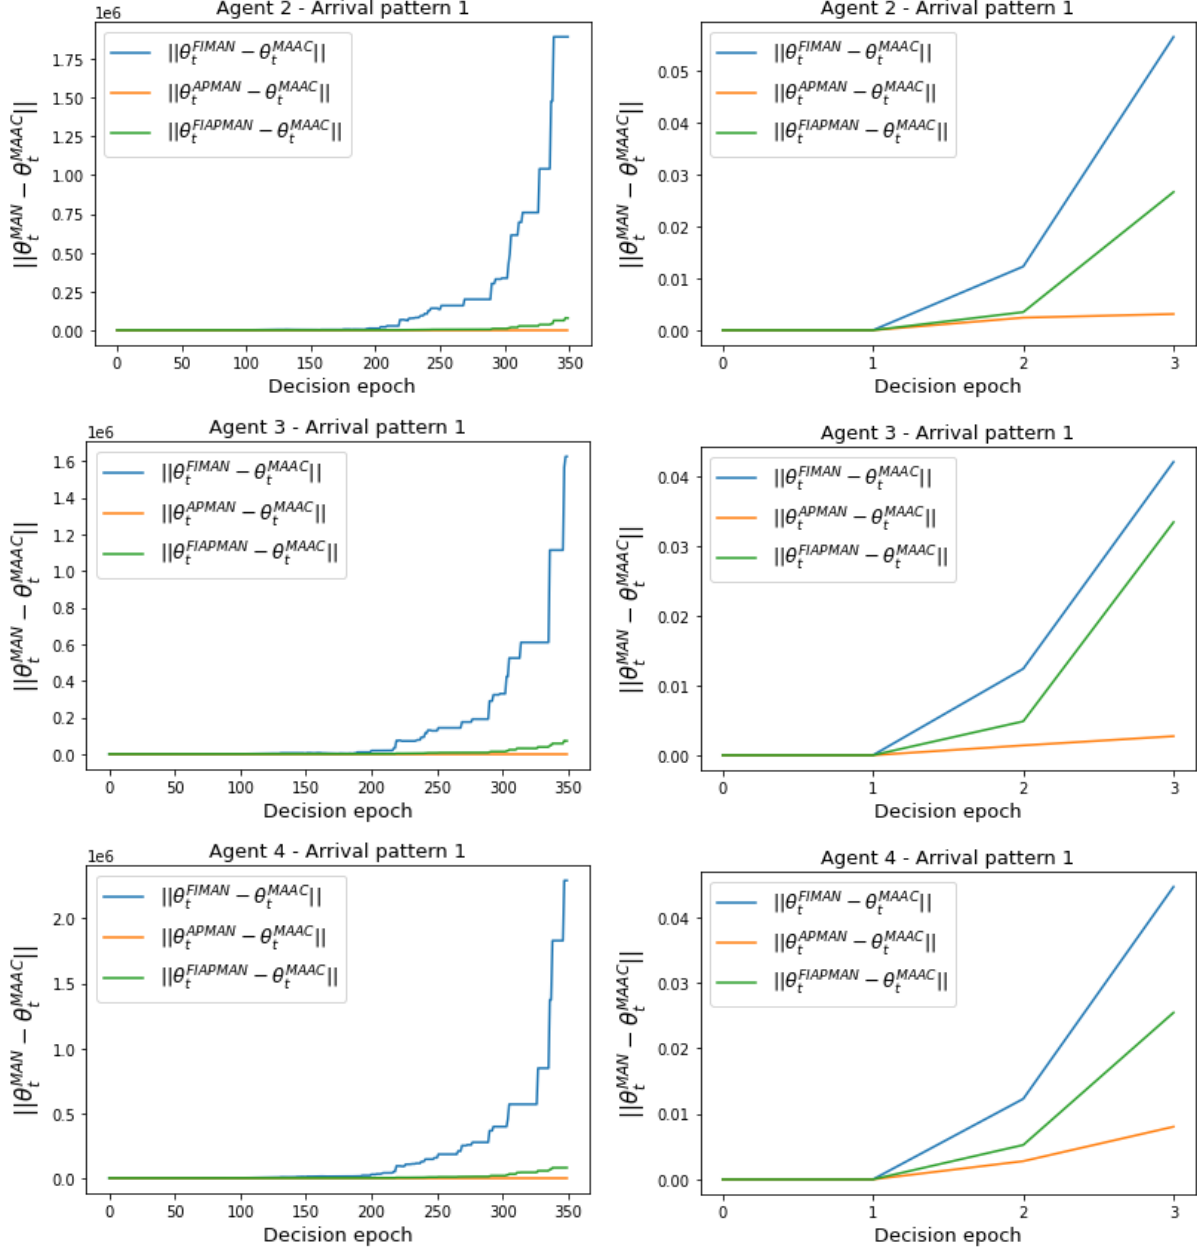 Agent 2 - Arrival pattern 1
1e6
||θ_t^{FIMAN} − θ_t^{MAAC}||
||θ_t^{APMAN} − θ_t^{MAAC}||
||θ_t^{FIAPMAN} − θ_t^{MAAC}||
||θ_t^{MAN} − θ_t^{MAAC}||
1.75
1.50
1.25
1.00
0.75
0.50
0.25
0.00
0 50 100 150 200 250 300 350
Decision epoch
Agent 2 - Arrival pattern 1
||θ_t^{FIMAN} − θ_t^{MAAC}||
||θ_t^{APMAN} − θ_t^{MAAC}||
||θ_t^{FIAPMAN} − θ_t^{MAAC}||
||θ_t^{MAN} − θ_t^{MAAC}||
0.05
0.04
0.03
0.02
0.01
0.00
0 1 2 3
Decision epoch
Agent 3 - Arrival pattern 1
1e6
||θ_t^{FIMAN} − θ_t^{MAAC}||
||θ_t^{APMAN} − θ_t^{MAAC}||
||θ_t^{FIAPMAN} − θ_t^{MAAC}||
||θ_t^{MAN} − θ_t^{MAAC}||
1.6
1.4
1.2
1.0
0.8
0.6
0.4
0.2
0.0
0 50 100 150 200 250 300 350
Decision epoch
Agent 3 - Arrival pattern 1
||θ_t^{FIMAN} − θ_t^{MAAC}||
||θ_t^{APMAN} − θ_t^{MAAC}||
||θ_t^{FIAPMAN} − θ_t^{MAAC}||
||θ_t^{MAN} − θ_t^{MAAC}||
0.04
0.03
0.02
0.01
0.00
0 1 2 3
Decision epoch
Agent 4 - Arrival pattern 1
1e6
||θ_t^{FIMAN} − θ_t^{MAAC}||
||θ_t^{APMAN} − θ_t^{MAAC}||
||θ_t^{FIAPMAN} − θ_t^{MAAC}||
||θ_t^{MAN} − θ_t^{MAAC}||
2.0
1.5
1.0
0.5
0.0
0 50 100 150 200 250 300 350
Decision epoch
Agent 4 - Arrival pattern 1
||θ_t^{FIMAN} − θ_t^{MAAC}||
||θ_t^{APMAN} − θ_t^{MAAC}||
||θ_t^{FIAPMAN} − θ_t^{MAAC}||
||θ_t^{MAN} − θ_t^{MAAC}||
0.04
0.03
0.02
0.01
0.00
0 1 2 3
Decision epoch